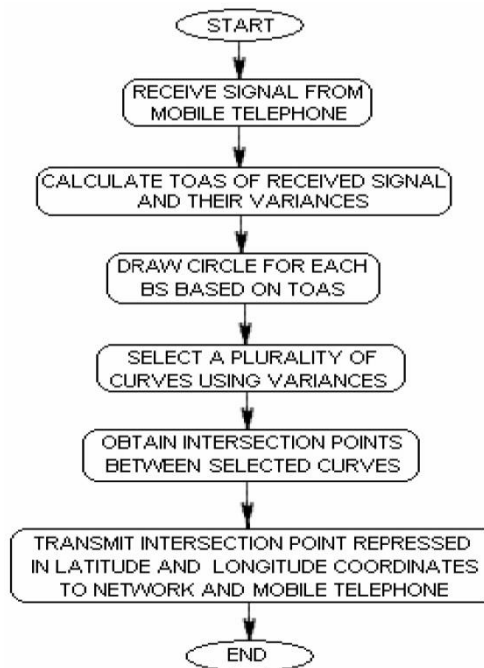 START
RECEIVE SIGNAL FROM
MOBILE TELEPHONE
CALCULATE TOAS OF RECEIVED SIGNAL
AND THEIR VARIANCES
DRAW CIRCLE FOR EACH
BS BASED ON TOAS
SELECT A PLURALITY OF
CURVES USING VARIANCES
OBTAIN INTERSECTION POINTS
BETWEEN SELECTED CURVES
TRANSMIT INTERSECTION POINT REPRESSED
IN LATITUDE AND LONGITUDE COORDINATES
TO NETWORK AND MOBILE TELEPHONE
END